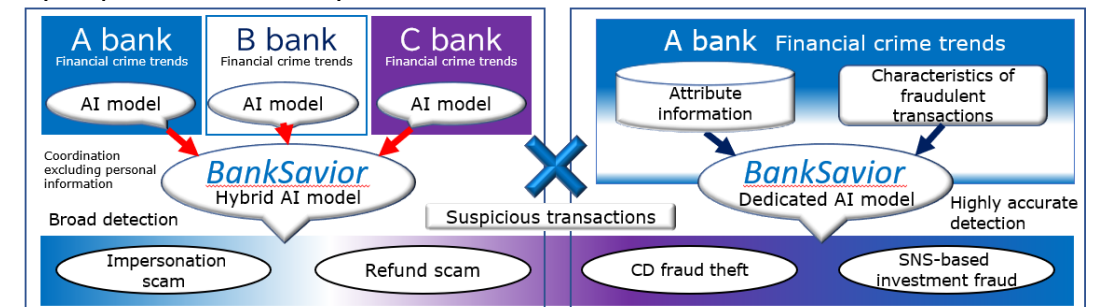 A bank
Financial crime trends
AI model
B bank
Financial crime trends
AI model
C bank
Financial crime trends
AI model
Coordination
excluding personal
information
BankSavior
Hybrid AI model
Broad detection
A bank Financial crime trends
Attribute
information
Characteristics of
fraudulent
transactions
BankSavior
Dedicated AI model
Highly accurate
detection
Suspicious transactions
Impersonation
scam
Refund scam
CD fraud theft
SNS-based
investment fraud